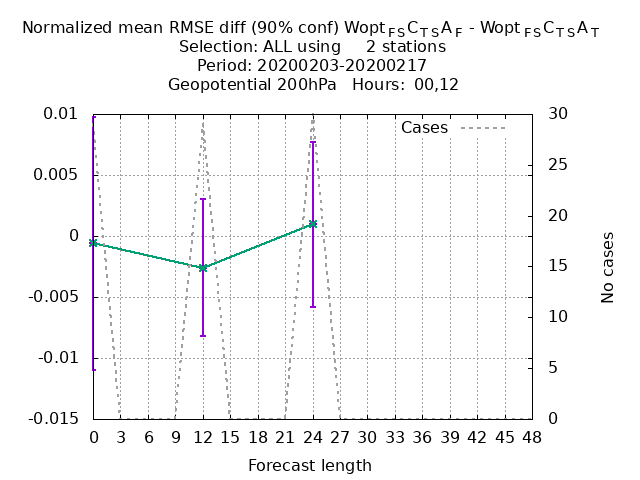 Normalized mean RMSE diff (90% conf) Wopt FS C TS A F - Wopt FS C TS A T
Selection: ALL using 2 stations
Period: 20200203-20200217
Geopotential 200hPa Hours: 00,12
Cases
0.01
0.005
0
-0.005
-0.01
-0.015
30
25
20
15
10
5
0
No cases
0 3 6 9 12 15 18 21 24 27 30 33 36 39 42 45 48
Forecast length